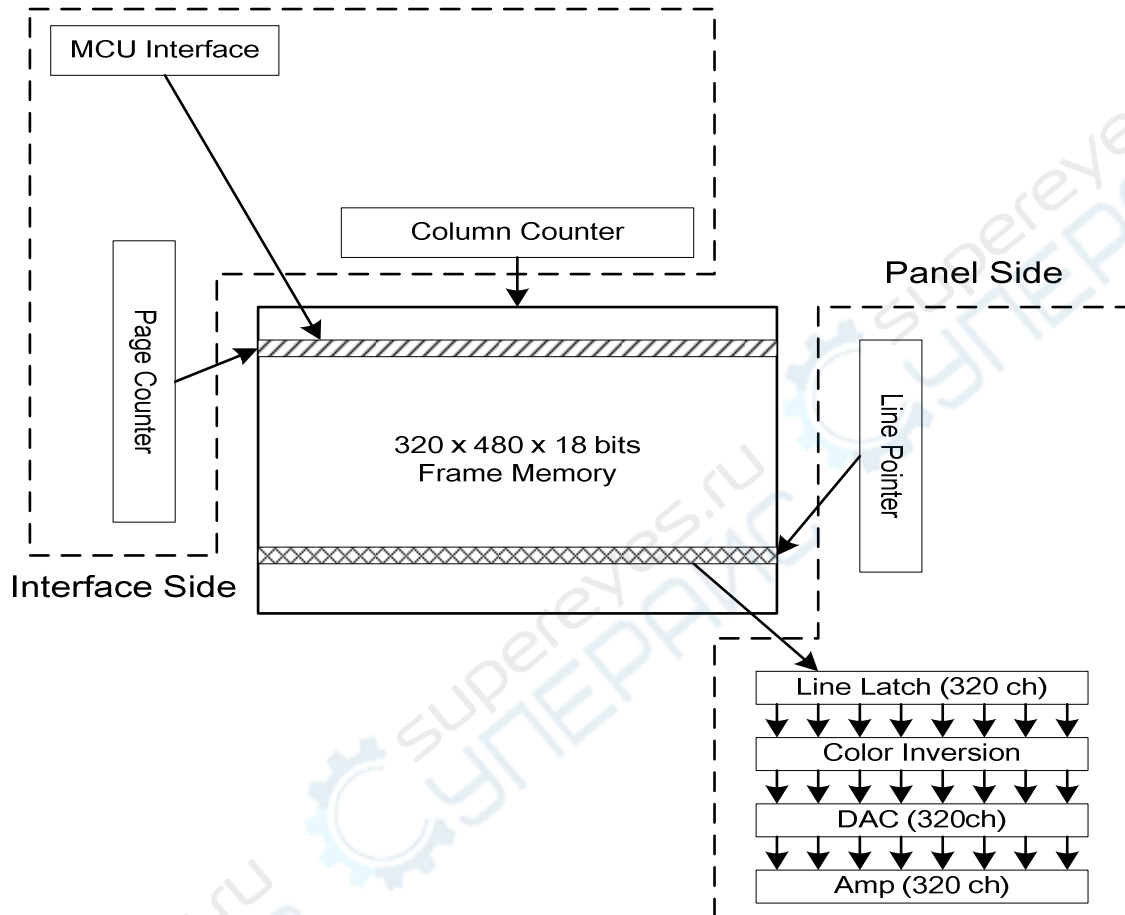 MCU Interface
Column Counter
Panel Side
Page Counter
Line Pointer
320 x 480 x 18 bits
Frame Memory
Interface Side
Line Latch (320 ch)
Color Inversion
DAC (320ch)
Amp (320 ch)
supereyes.ru
СУПЕРАЙС